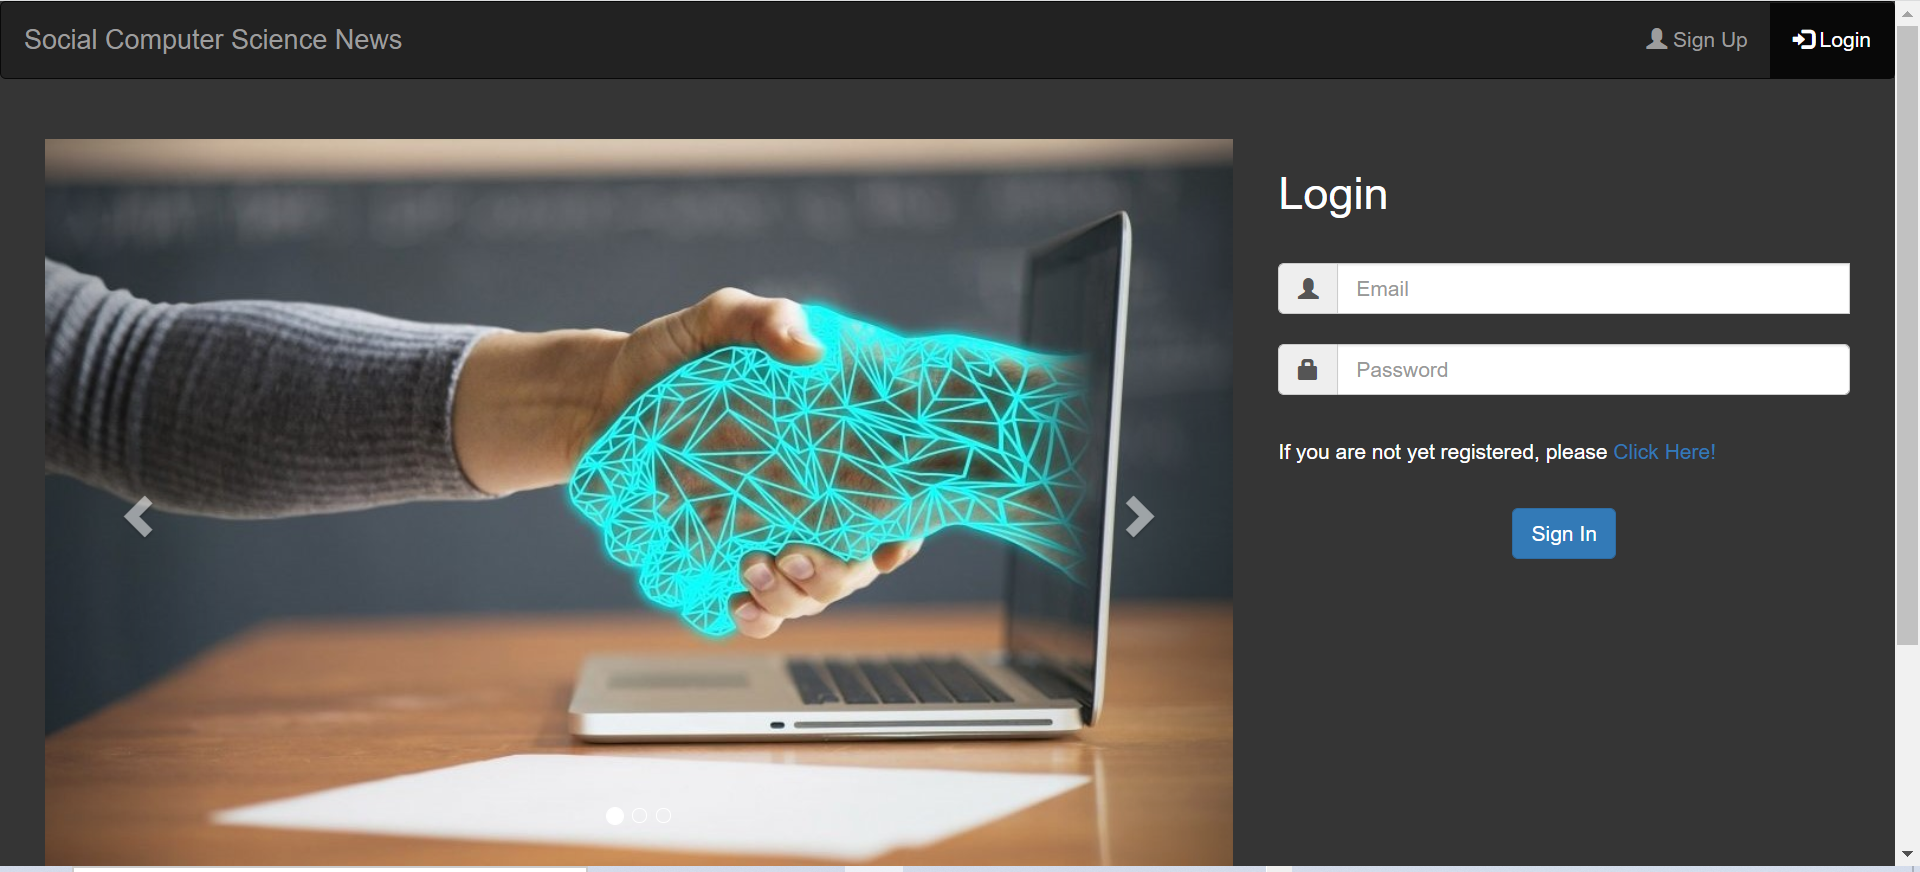 Social Computer Science News
Sign Up
Login
Login
Email
Password
If you are not yet registered, please Click Here!
Sign In